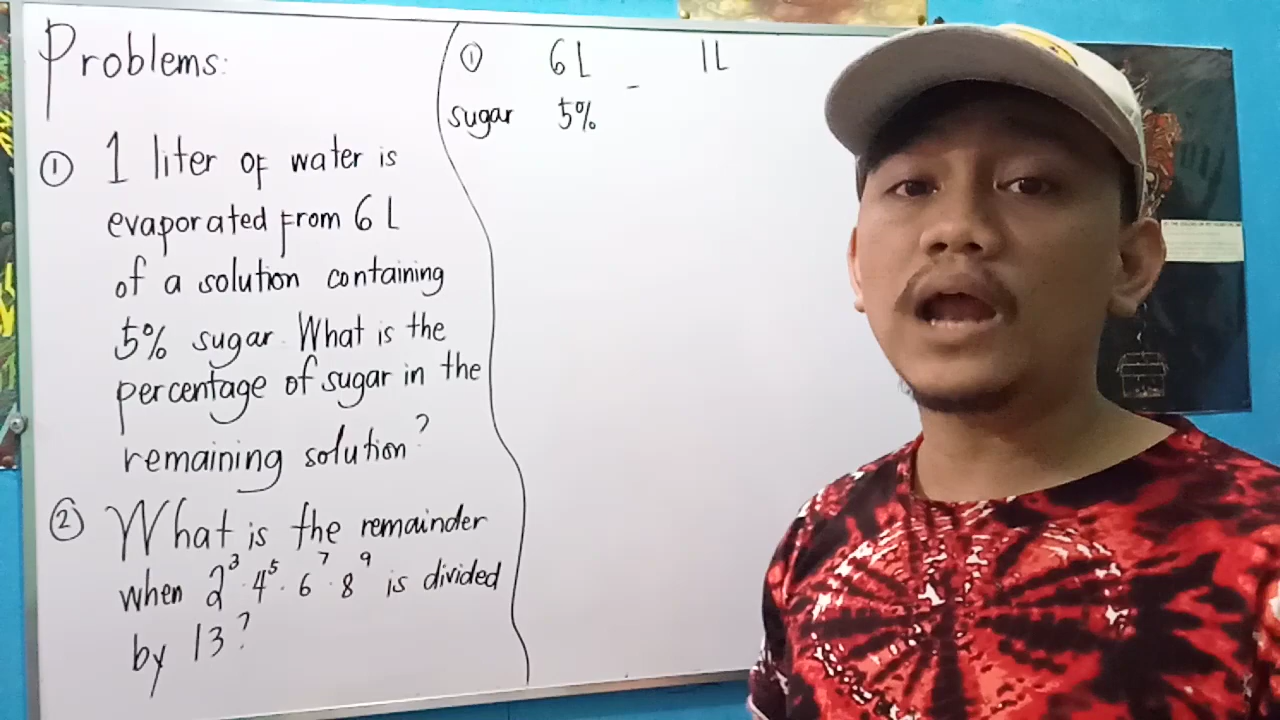 Problems:
① 1 liter of water is
evaporated from 6 L
of a solution containing
5% sugar. What is the
percentage of sugar in the
remaining solution?
② What is the remainder
when 2³·4⁵·6⁷·8⁹ is divided
by 13?
① 6L - 1L
sugar 5%